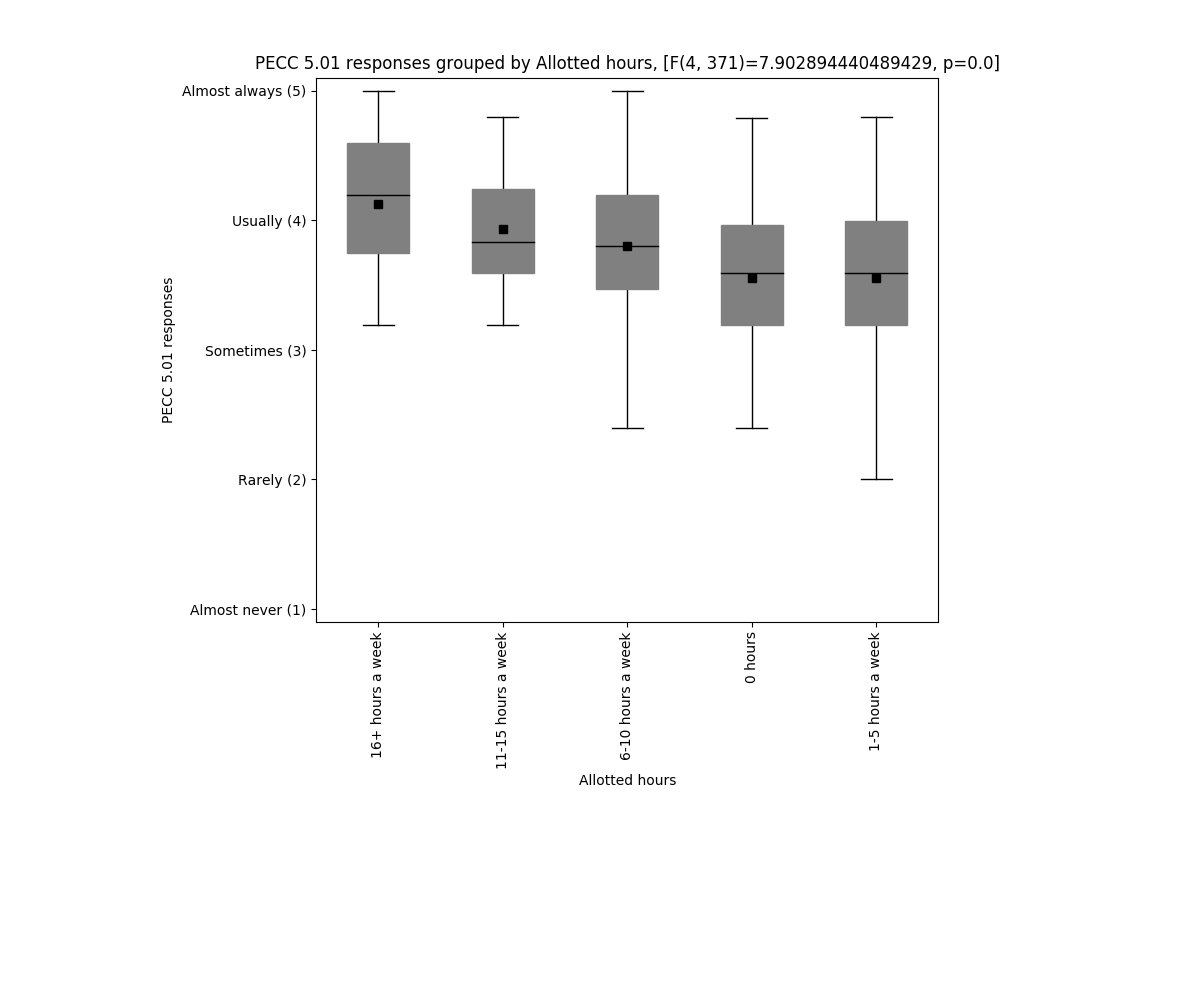 PECC 5.01 responses grouped by Allotted hours, [F(4, 371)=7.902894440489429, p=0.0]
Almost always (5)
Usually (4)
Sometimes (3)
Rarely (2)
Almost never (1)
PECC 5.01 responses
16+ hours a week
11-15 hours a week
6-10 hours a week
0 hours
1-5 hours a week
Allotted hours